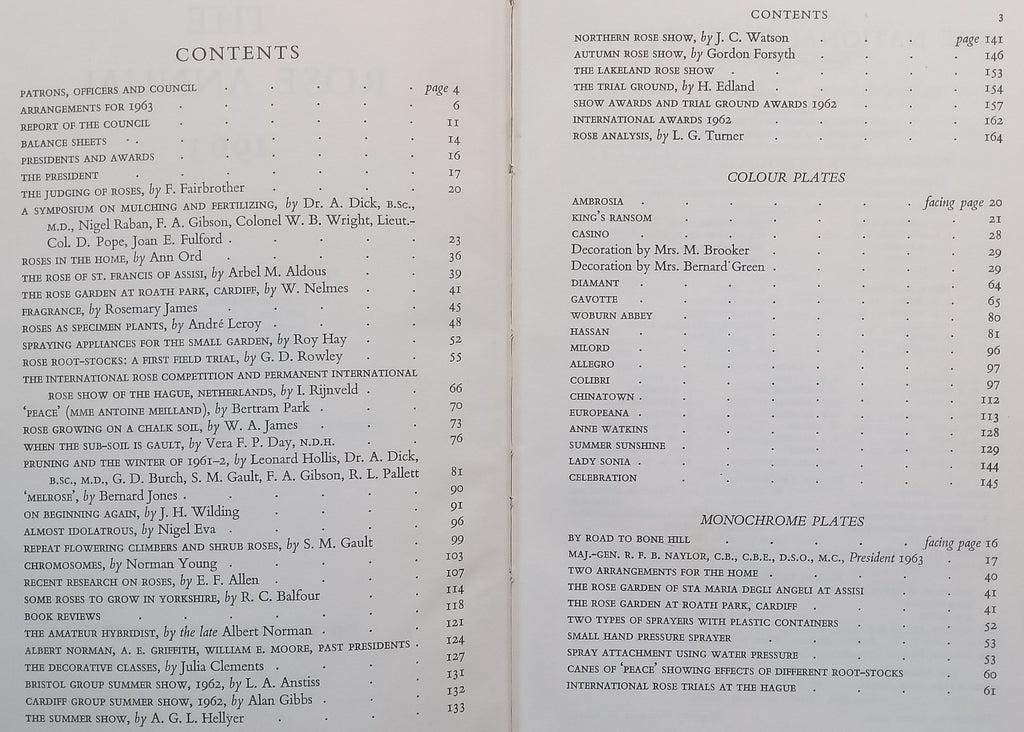 CONTENTS
PATRONS, OFFICERS AND COUNCIL . . . . . page 4
ARRANGEMENTS FOR 1963 . . . . . . 6
REPORT OF THE COUNCIL . . . . . . 11
BALANCE SHEETS . . . . . . 14
PRESIDENTS AND AWARDS . . . . . . 16
THE PRESIDENT . . . . . . 17
THE JUDGING OF ROSES, by F. Fairbrother . . . . 20
A SYMPOSIUM ON MULCHING AND FERTILIZING, by Dr. A. Dick, B.SC.,
M.D., Nigel Raban, F. A. Gibson, Colonel W. B. Wright, Lieut.-
Col. D. Pope, Joan E. Fulford . . . . . 23
ROSES IN THE HOME, by Ann Ord . . . . 36
THE ROSE OF ST. FRANCIS OF ASSISI, by Arbel M. Aldous . . 39
THE ROSE GARDEN AT ROATH PARK, CARDIFF, by W. Nelmes . . 41
FRAGRANCE, by Rosemary James . . . . 45
ROSES AS SPECIMEN PLANTS, by André Leroy . . . . 48
SPRAYING APPLIANCES FOR THE SMALL GARDEN, by Roy Hay . . 52
ROSE ROOT-STOCKS: A FIRST FIELD TRIAL, by G. D. Rowley . . 55
THE INTERNATIONAL ROSE COMPETITION AND PERMANENT INTERNATIONAL
ROSE SHOW OF THE HAGUE, NETHERLANDS, by I. Rijnveld . . 66
'PEACE' (MME ANTOINE MEILLAND), by Bertram Park . . . 70
ROSE GROWING ON A CHALK SOIL, by W. A. James . . . 73
WHEN THE SUB-SOIL IS GAULT, by Vera F. P. Day, N.D.H. . . 76
PRUNING AND THE WINTER OF 1961-2, by Leonard Hollis, Dr. A. Dick,
B.SC., M.D., G. D. Burch, S. M. Gault, F. A. Gibson, R. L. Pallett 81
'MELROSE', by Bernard Jones . . . . . 90
ON BEGINNING AGAIN, by J. H. Wilding . . . . 91
ALMOST IDOLATROUS, by Nigel Eva . . . . 96
REPEAT FLOWERING CLIMBERS AND SHRUB ROSES, by S. M. Gault . 99
CHROMOSOMES, by Norman Young . . . . 103
RECENT RESEARCH ON ROSES, by E. F. Allen . . . . 107
SOME ROSES TO GROW IN YORKSHIRE, by R. C. Balfour . . 114
BOOK REVIEWS . . . . . . 118
THE AMATEUR HYBRIDIST, by the late Albert Norman . . . 121
ALBERT NORMAN, A. E. GRIFFITH, WILLIAM E. MOORE, PAST PRESIDENTS . 124
THE DECORATIVE CLASSES, by Julia Clements . . . . 127
BRISTOL GROUP SUMMER SHOW, 1962, by L. A. Anstiss . . 131
CARDIFF GROUP SUMMER SHOW, 1962, by Alan Gibbs . . . 132
THE SUMMER SHOW, by A. G. L. Hellyer . . . . 133
CONTENTS 3
NORTHERN ROSE SHOW, by J. C. Watson . . . page 141
AUTUMN ROSE SHOW, by Gordon Forsyth . . . . 146
THE LAKELAND ROSE SHOW . . . . . 153
THE TRIAL GROUND, by H. Edland . . . . 154
SHOW AWARDS AND TRIAL GROUND AWARDS 1962 . . . 157
INTERNATIONAL AWARDS 1962 . . . . 162
ROSE ANALYSIS, by L. G. Turner . . . . 164
COLOUR PLATES
AMBROSIA . . . . . . . facing page 20
KING'S RANSOM . . . . . . . 21
CASINO . . . . . . . . 28
Decoration by Mrs. M. Brooker . . . . . 29
Decoration by Mrs. Bernard Green . . . . . 29
DIAMANT . . . . . . . . 64
GAVOTTE . . . . . . . . 65
WOBURN ABBEY . . . . . . . 80
HASSAN . . . . . . . . 81
MILORD . . . . . . . . 96
ALLEGRO . . . . . . . . 97
COLIBRI . . . . . . . . 97
CHINATOWN . . . . . . . . 112
EUROPEANA . . . . . . . 113
ANNE WATKINS . . . . . . . 128
SUMMER SUNSHINE . . . . . . . 129
LADY SONIA . . . . . . . . 144
CELEBRATION . . . . . . . 145
MONOCHROME PLATES
BY ROAD TO BONE HILL . . . . facing page 16
MAJ.-GEN. R. F. B. NAYLOR, C.B., C.B.E., D.S.O., M.C., President 1963 . 17
TWO ARRANGEMENTS FOR THE HOME . . . . . 40
THE ROSE GARDEN OF STA MARIA DEGLI ANGELI AT ASSISI . . 41
THE ROSE GARDEN AT ROATH PARK, CARDIFF . . . . 41
TWO TYPES OF SPRAYERS WITH PLASTIC CONTAINERS . . . 52
SMALL HAND PRESSURE SPRAYER . . . . . 53
SPRAY ATTACHMENT USING WATER PRESSURE . . . . 53
CANES OF 'PEACE' SHOWING EFFECTS OF DIFFERENT ROOT-STOCKS . 60
INTERNATIONAL ROSE TRIALS AT THE HAGUE . . . . 61